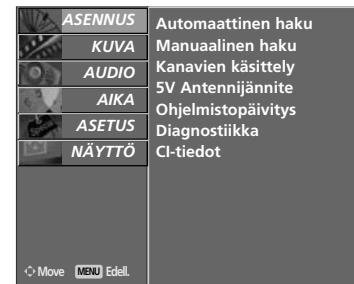 ASENNUS
KUVA
AUDIO
AIKA
ASETUS
NÄYTTÖ
Automaattinen haku
Manuaalinen haku
Kanavien käsittely
5V Antennijännite
Ohjelmistopäivitys
Diagnostiikka
CI-tiedot
Move MENU Edell.